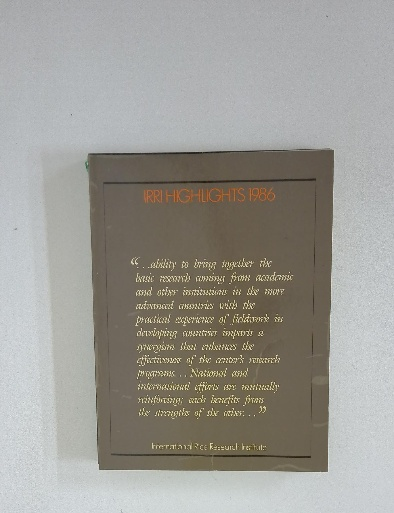 IRRI HIGHLIGHTS 1986
“. . .ability to bring together the
basic research coming from academic
and other institutions in the more
advanced countries with the
practical experience of fieldwork in
developing countries imparts a
synergism that enhances the
effectiveness of the center's research
programs. . . National and
international efforts are mutually
reinforcing; each benefits from
the strengths of the other. . .”
International Rice Research Institute